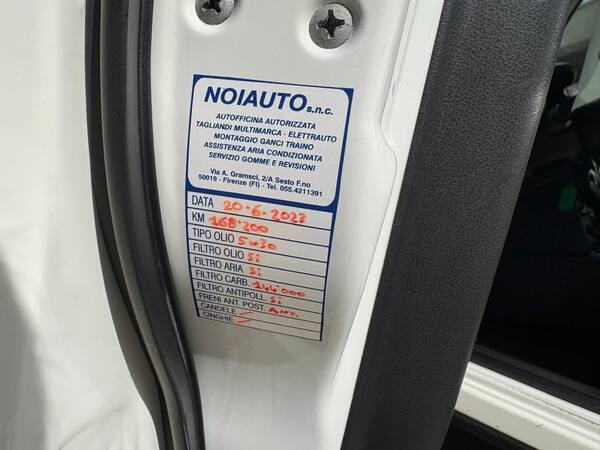 NOIAUTO s.n.c.
AUTOFFICINA AUTORIZZATA
TAGLIANDI MULTIMARCA - ELETTRAUTO
MONTAGGIO GANCI TRAINO
ASSISTENZA ARIA CONDIZIONATA
SERVIZIO GOMME E REVISIONI
Via A. Gramsci, 2/A Sesto F.no
50019 - Firenze (FI) - Tel. 055.4211391
DATA 20.6.2023
KM 168'200
TIPO OLIO 5W30
FILTRO OLIO Si
FILTRO ARIA Si
FILTRO CARB. 144'000
FILTRO ANTIPOLL. Si
FRENI ANT. POST. ANT.
CANDELE /
CINGHIE /